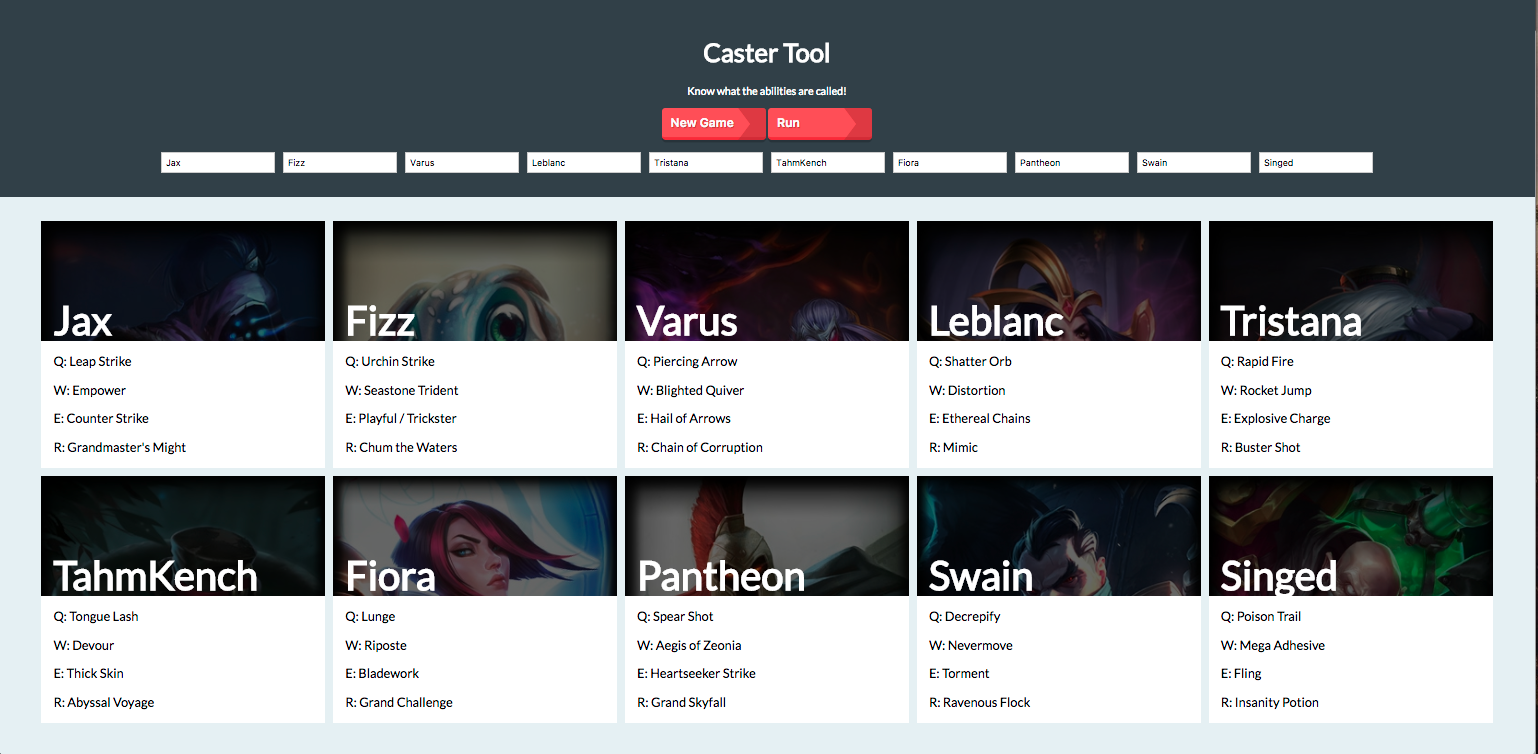 Caster Tool
Know what the abilities are called!
New Game Run
Jax Fizz Varus Leblanc Tristana TahmKench Fiora Pantheon Swain Singed
Jax
Q: Leap Strike
W: Empower
E: Counter Strike
R: Grandmaster's Might
Fizz
Q: Urchin Strike
W: Seastone Trident
E: Playful / Trickster
R: Chum the Waters
Varus
Q: Piercing Arrow
W: Blighted Quiver
E: Hail of Arrows
R: Chain of Corruption
Leblanc
Q: Shatter Orb
W: Distortion
E: Ethereal Chains
R: Mimic
Tristana
Q: Rapid Fire
W: Rocket Jump
E: Explosive Charge
R: Buster Shot
TahmKench
Q: Tongue Lash
W: Devour
E: Thick Skin
R: Abyssal Voyage
Fiora
Q: Lunge
W: Riposte
E: Bladework
R: Grand Challenge
Pantheon
Q: Spear Shot
W: Aegis of Zeonia
E: Heartseeker Strike
R: Grand Skyfall
Swain
Q: Decrepify
W: Nevermove
E: Torment
R: Ravenous Flock
Singed
Q: Poison Trail
W: Mega Adhesive
E: Fling
R: Insanity Potion